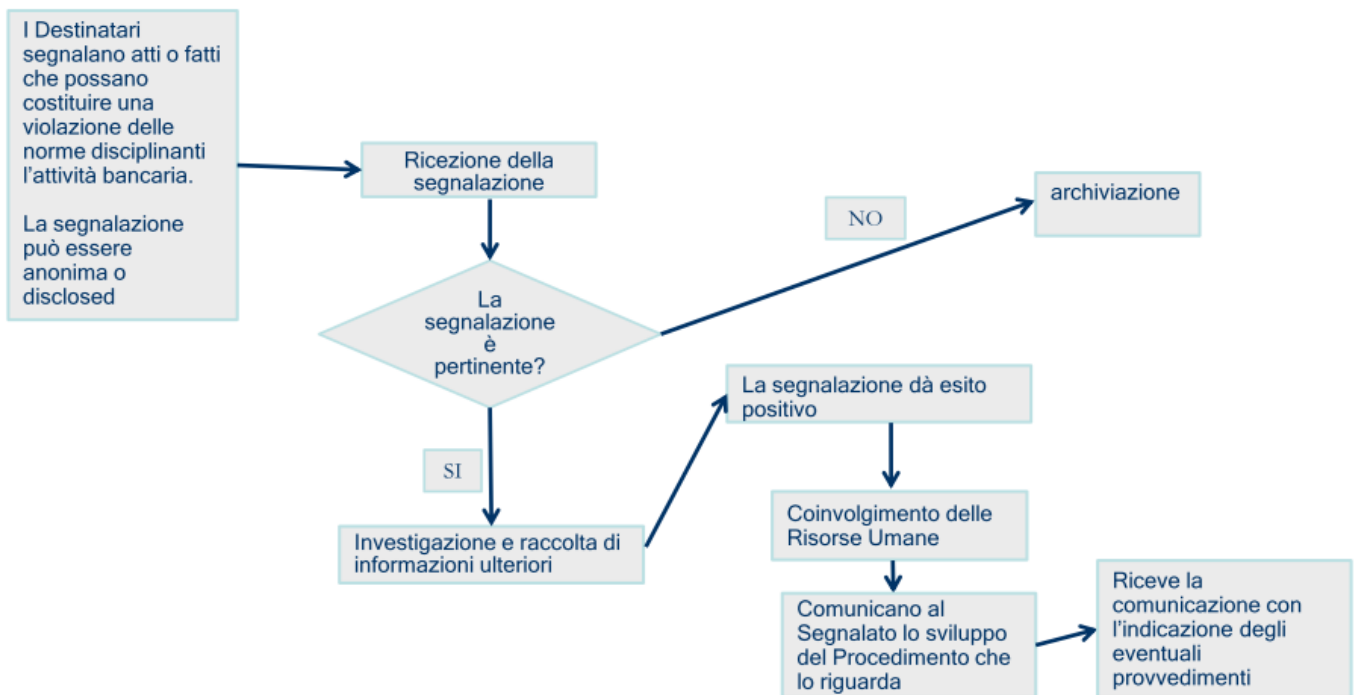 I Destinatari
segnalano atti o fatti
che possano
costituire una
violazione delle
norme disciplinanti
l'attività bancaria.
La segnalazione
può essere
anonima o
disclosed
Ricezione della
segnalazione
La
segnalazione
è
pertinente?
NO
archiviazione
SI
Investigazione e raccolta di
informazioni ulteriori
La segnalazione dà esito
positivo
Coinvolgimento delle
Risorse Umane
Comunicano al
Segnalato lo sviluppo
del Procedimento che
lo riguarda
Riceve la
comunicazione con
l'indicazione degli
eventuali
provvedimenti